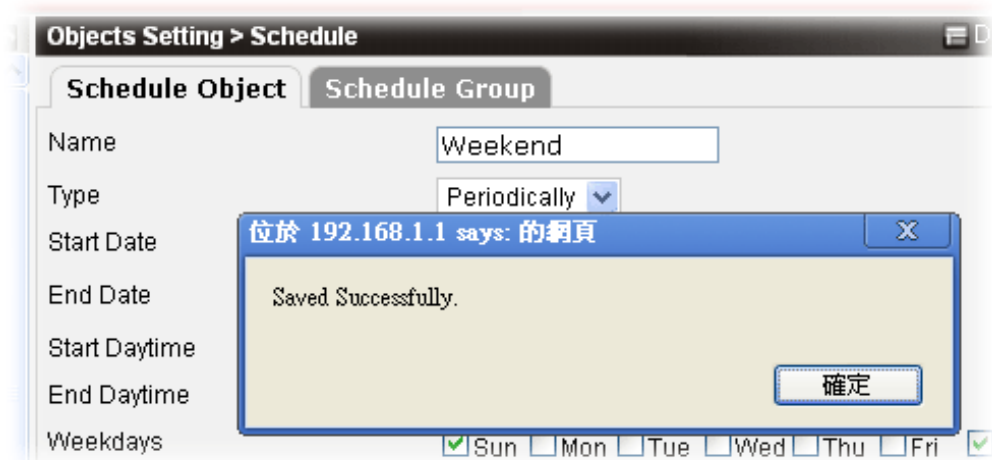 Objects Setting > Schedule
Schedule Object Schedule Group
Name Weekend
Type Periodically
Start Date
End Date
Start Daytime
End Daytime
Weekdays Sun Mon Tue Wed Thu Fri
位於 192.168.1.1 says: 的網頁
Saved Successfully.
確定